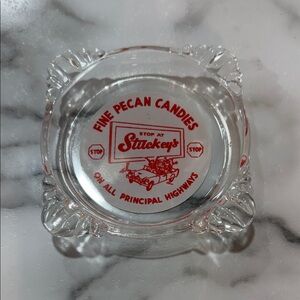 FINE PECAN CANDIES
STOP AT
Stuckey's
STOP
STOP
ON ALL PRINCIPAL HIGHWAYS